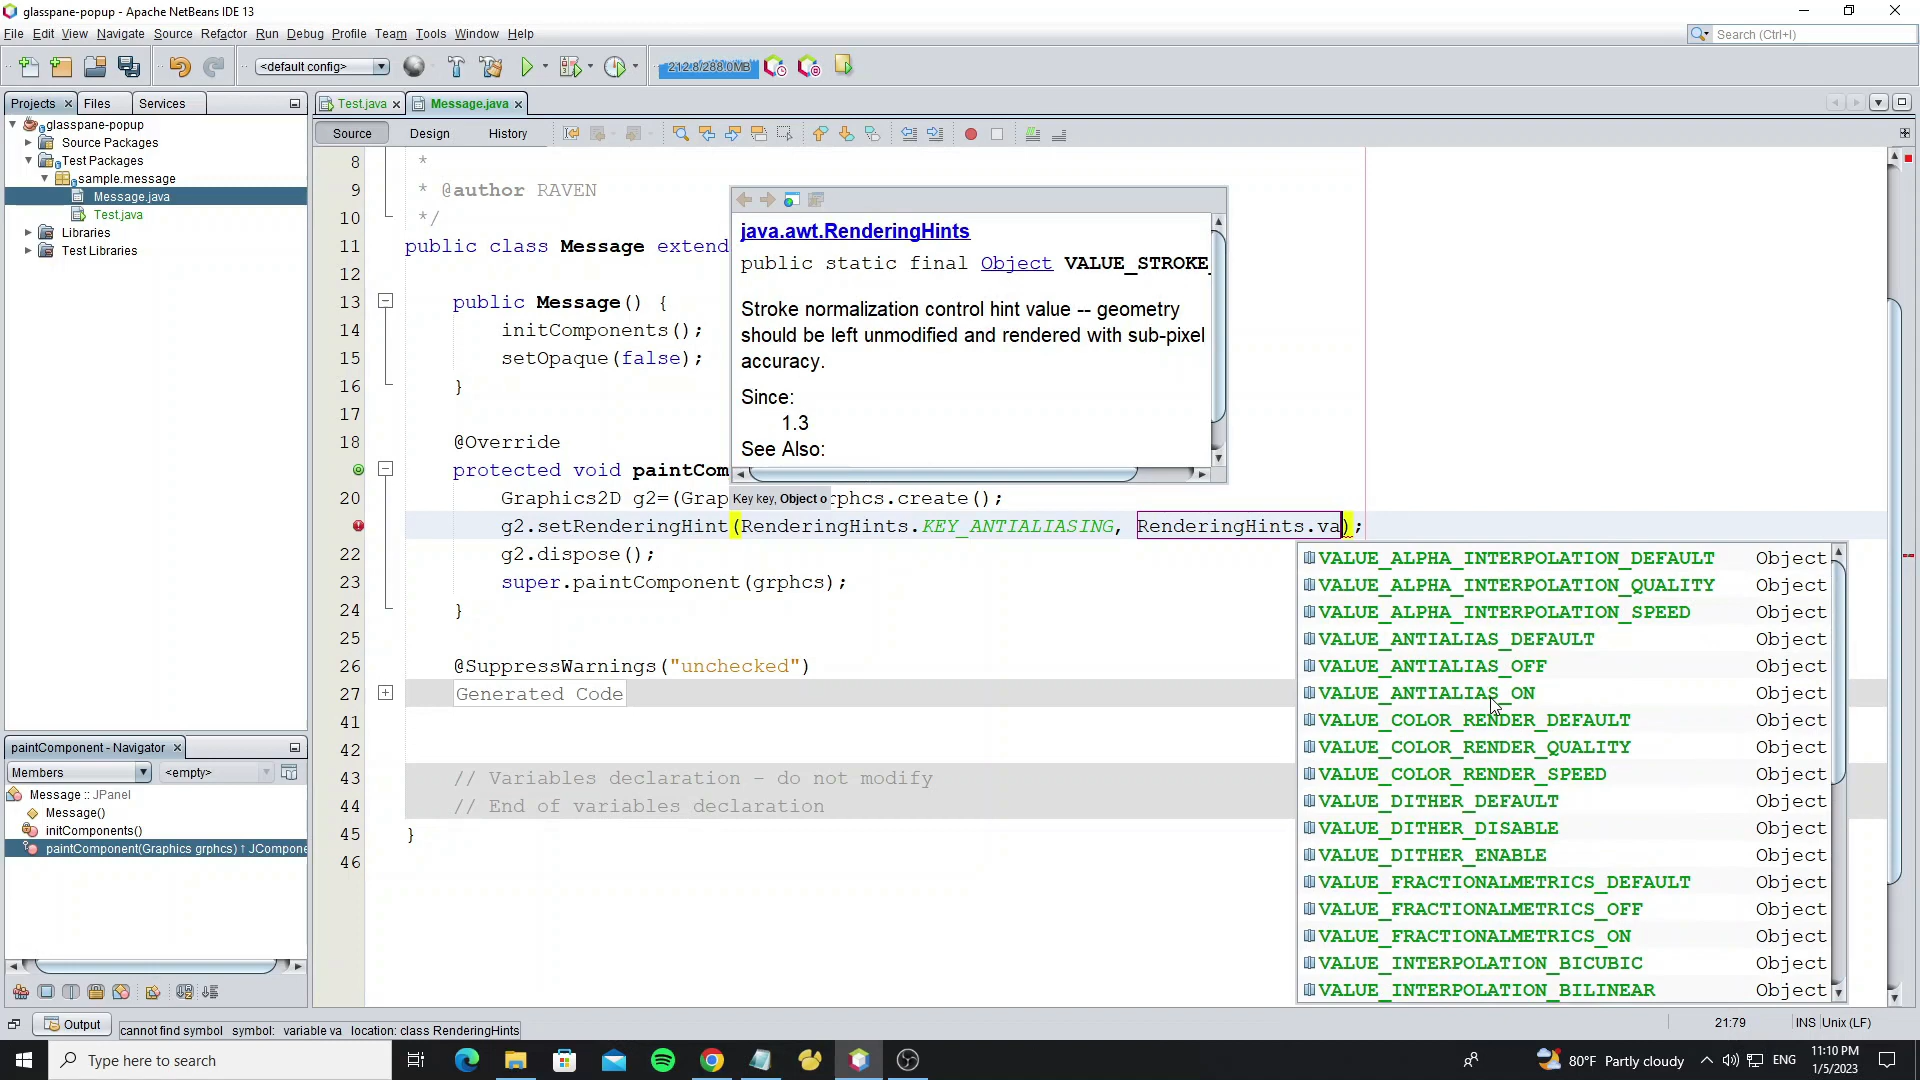 glasspane-popup - Apache NetBeans IDE 13
File Edit View Navigate Source Refactor Run Debug Profile Team Tools Window Help
Search (Ctrl+I)
<default config>
212.8/288.0MB
Projects
Files
Services
Test.java
Message.java
Source
Design
History
glasspane-popup
Source Packages
Test Packages
sample.message
Message.java
Test.java
Libraries
Test Libraries
8 *
9 * @author RAVEN
10 */
11 public class Message extend
12
13 public Message() {
14 initComponents();
15 setOpaque(false);
16 }
17
18 @Override
protected void paintCom
20 Graphics2D g2=(Grap rphcs.create();
g2.setRenderingHint(RenderingHints.KEY_ANTIALIASING, RenderingHints.va);
22 g2.dispose();
23 super.paintComponent(grphcs);
24 }
25
26 @SuppressWarnings("unchecked")
27 Generated Code
41
42
43 // Variables declaration - do not modify
44 // End of variables declaration
45 }
46
java.awt.RenderingHints
public static final Object VALUE_STROKE_
Stroke normalization control hint value -- geometry
should be left unmodified and rendered with sub-pixel
accuracy.
Since:
1.3
See Also:
Key key, Object o
VALUE_ALPHA_INTERPOLATION_DEFAULT Object
VALUE_ALPHA_INTERPOLATION_QUALITY Object
VALUE_ALPHA_INTERPOLATION_SPEED Object
VALUE_ANTIALIAS_DEFAULT Object
VALUE_ANTIALIAS_OFF Object
VALUE_ANTIALIAS_ON Object
VALUE_COLOR_RENDER_DEFAULT Object
VALUE_COLOR_RENDER_QUALITY Object
VALUE_COLOR_RENDER_SPEED Object
VALUE_DITHER_DEFAULT Object
VALUE_DITHER_DISABLE Object
VALUE_DITHER_ENABLE Object
VALUE_FRACTIONALMETRICS_DEFAULT Object
VALUE_FRACTIONALMETRICS_OFF Object
VALUE_FRACTIONALMETRICS_ON Object
VALUE_INTERPOLATION_BICUBIC Object
VALUE_INTERPOLATION_BILINEAR Object
paintComponent - Navigator
Members
<empty>
Message :: JPanel
Message()
initComponents()
paintComponent(Graphics grphcs) ↑ JCompone
Output
cannot find symbol symbol: variable va location: class RenderingHints
21:79
INS
Unix (LF)
Type here to search
80°F Partly cloudy
ENG
11:10 PM
1/5/2023